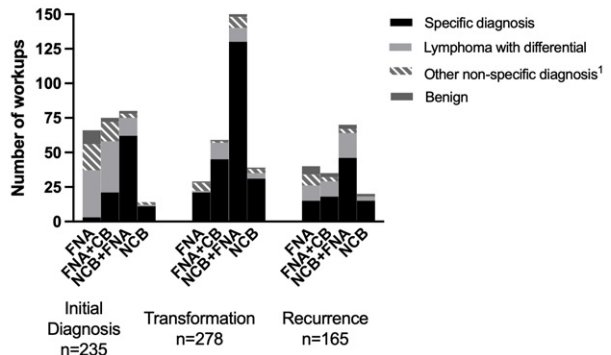 Number of workups
150
125
100
75
50
25
0
Specific diagnosis
Lymphoma with differential
Other non-specific diagnosis¹
Benign
FNA
FNA+CB
NCB+FNA
NCB
FNA
FNA+CB
NCB+FNA
NCB
FNA
FNA+CB
NCB+FNA
NCB
Initial
Diagnosis
n=235
Transformation
n=278
Recurrence
n=165